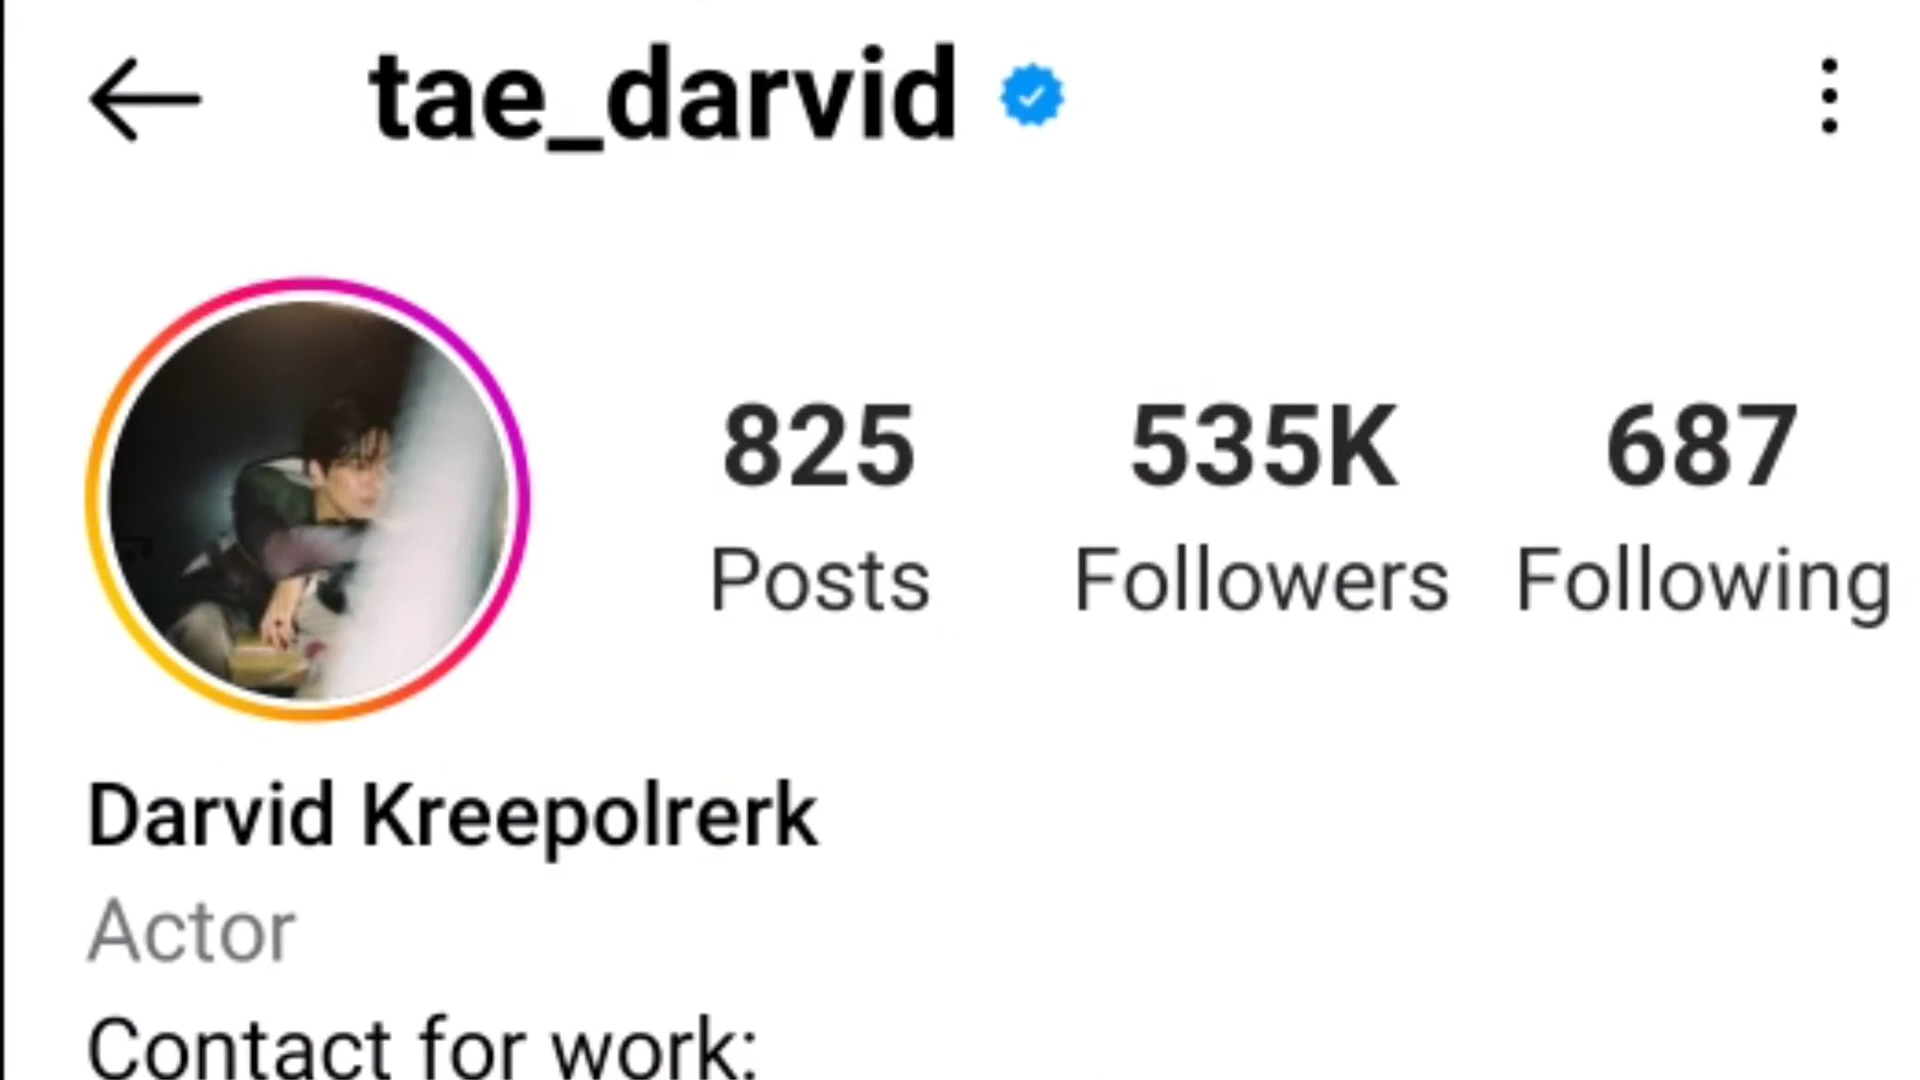 tae_darvid
825 535K 687
Posts Followers Following
Darvid Kreepolrerk
Actor
Contact for work: